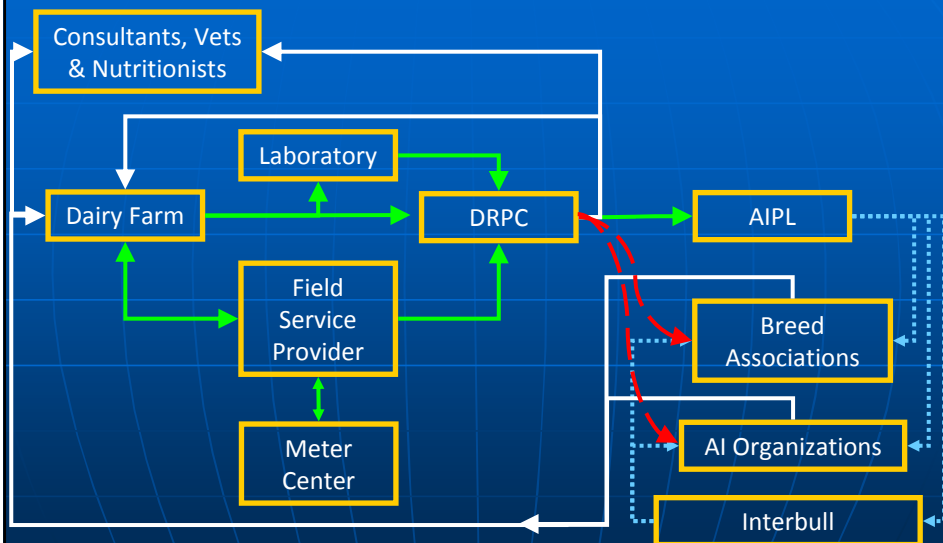 Consultants, Vets
& Nutritionists
Laboratory
Dairy Farm
DRPC
AIPL
Field
Service
Provider
Breed
Associations
Meter
Center
AI Organizations
Interbull